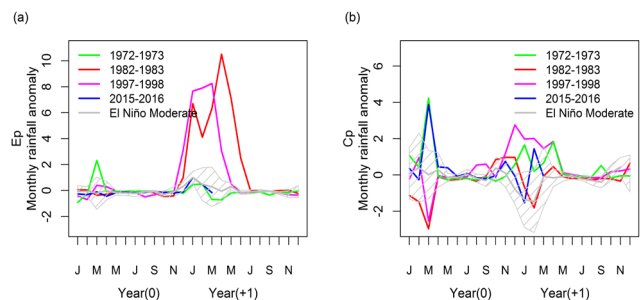 (a)
1972-1973
1982-1983
1997-1998
2015-2016
El Niño Moderate
Ep
Monthly rainfall anomaly
10
8
6
4
2
0
-2
J M M J S N J M M J S N
Year(0) Year(+1)
(b)
1972-1973
1982-1983
1997-1998
2015-2016
El Niño Moderate
Cp
Monthly rainfall anomaly
6
4
2
0
-2
J M M J S N J M M J S N
Year(0) Year(+1)